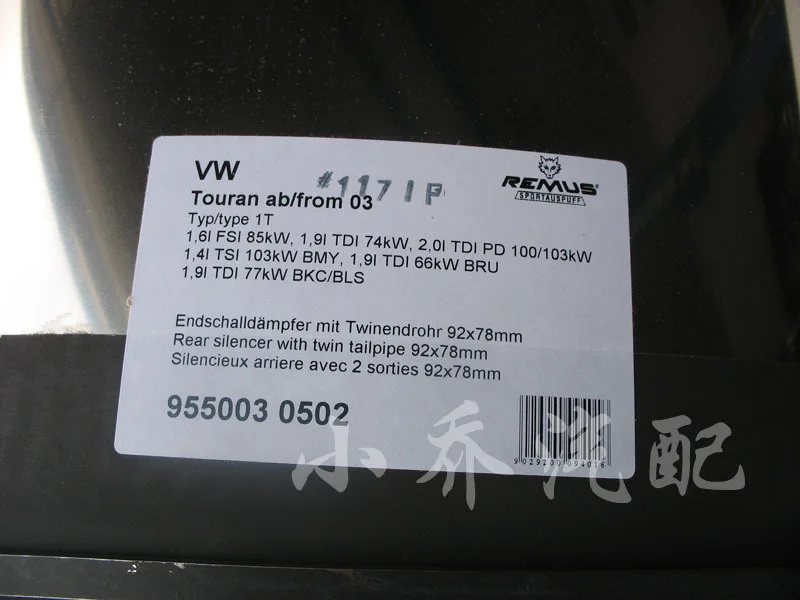 VW
#1171P
REMUS
SPORTAUSPUFF
Touran ab/from 03
Typ/type 1T
1,6l FSI 85kW, 1,9l TDI 74kW, 2,0l TDI PD 100/103kW
1,4l TSI 103kW BMY, 1,9l TDI 66kW BRU
1,9l TDI 77kW BKC/BLS
Endschalldämpfer mit Twinendrohr 92x78mm
Rear silencer with twin tailpipe 92x78mm
Silencieux arriere avec 2 sorties 92x78mm
955003 0502
9029200094016
小乔汽配